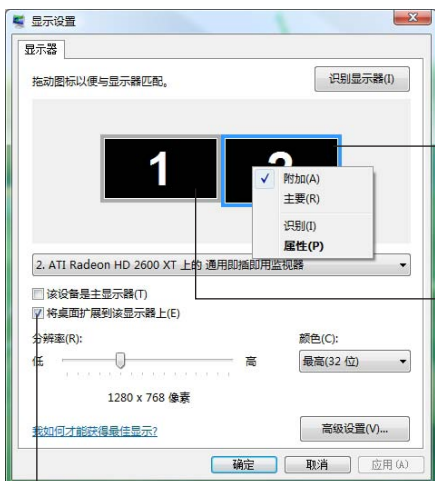 显示设置
显示器
拖动图标以便与显示器匹配。
识别显示器(I)
1
2
附加(A)
主要(R)
识别(I)
属性(P)
2. ATI Radeon HD 2600 XT 上的 通用即插即用监视器
该设备是主显示器(T)
将桌面扩展到该显示器上(E)
分辨率(R):
颜色(C):
低
高
最高(32 位)
1280 x 768 像素
我如何才能获得最佳显示?
高级设置(V)...
确定
取消
应用(A)